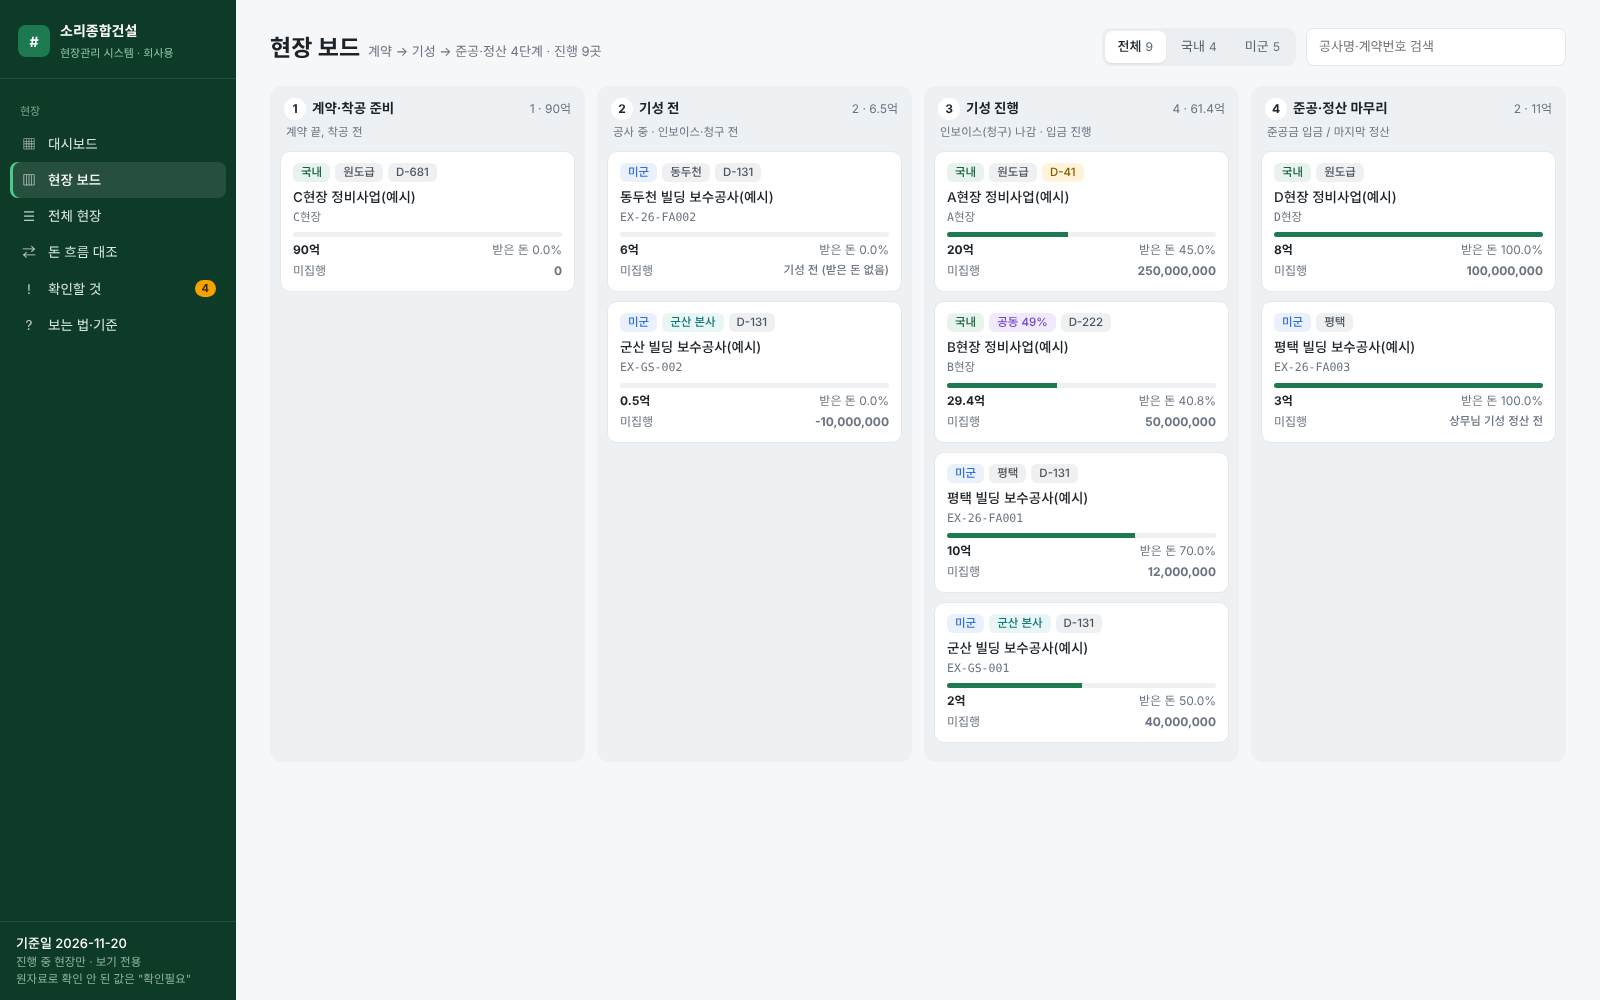 #
소리종합건설
현장관리 시스템 · 회사용
현장
대시보드
현장 보드
전체 현장
돈 흐름 대조
! 확인할 것 4
? 보는 법·기준
기준일 2026-11-20
진행 중 현장만 · 보기 전용
원자료로 확인 안 된 값은 "확인필요"
현장 보드 계약 → 기성 → 준공·정산 4단계 · 진행 9곳
전체 9 국내 4 미군 5
공사명·계약번호 검색
1 계약·착공 준비 1 · 90억
계약 끝, 착공 전
국내 원도급 D-681
C현장 정비사업(예시)
C현장
90억 받은 돈 0.0%
미집행 0
2 기성 전 2 · 6.5억
공사 중 · 인보이스·청구 전
미군 동두천 D-131
동두천 빌딩 보수공사(예시)
EX-26-FA002
6억 받은 돈 0.0%
미집행 기성 전 (받은 돈 없음)
미군 군산 본사 D-131
군산 빌딩 보수공사(예시)
EX-GS-002
0.5억 받은 돈 0.0%
미집행 -10,000,000
3 기성 진행 4 · 61.4억
인보이스(청구) 나감 · 입금 진행
국내 원도급 D-41
A현장 정비사업(예시)
A현장
20억 받은 돈 45.0%
미집행 250,000,000
국내 공동 49% D-222
B현장 정비사업(예시)
B현장
29.4억 받은 돈 40.8%
미집행 50,000,000
미군 평택 D-131
평택 빌딩 보수공사(예시)
EX-26-FA001
10억 받은 돈 70.0%
미집행 12,000,000
미군 군산 본사 D-131
군산 빌딩 보수공사(예시)
EX-GS-001
2억 받은 돈 50.0%
미집행 40,000,000
4 준공·정산 마무리 2 · 11억
준공금 입금 / 마지막 정산
국내 원도급
D현장 정비사업(예시)
D현장
8억 받은 돈 100.0%
미집행 100,000,000
미군 평택
평택 빌딩 보수공사(예시)
EX-26-FA003
3억 받은 돈 100.0%
미집행 상무님 기성 정산 전